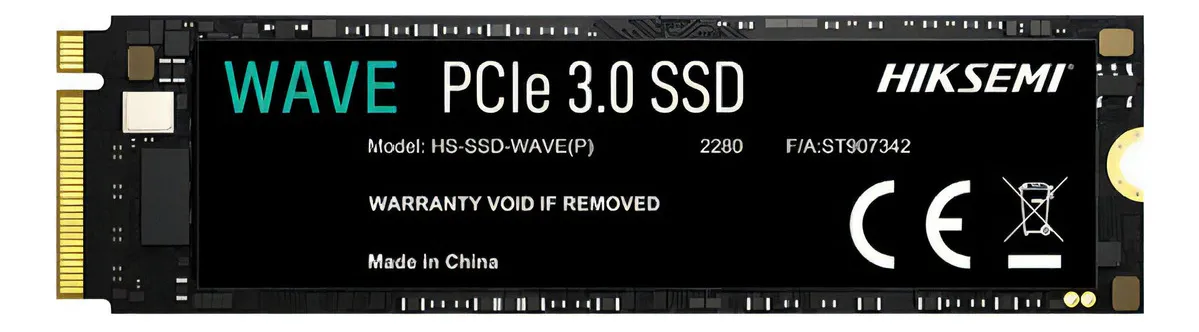 WAVE PCIe 3.0 SSD HIKSEMI
Model: HS-SSD-WAVE(P) 2280 F/A:ST907342
WARRANTY VOID IF REMOVED
CE
Made In China